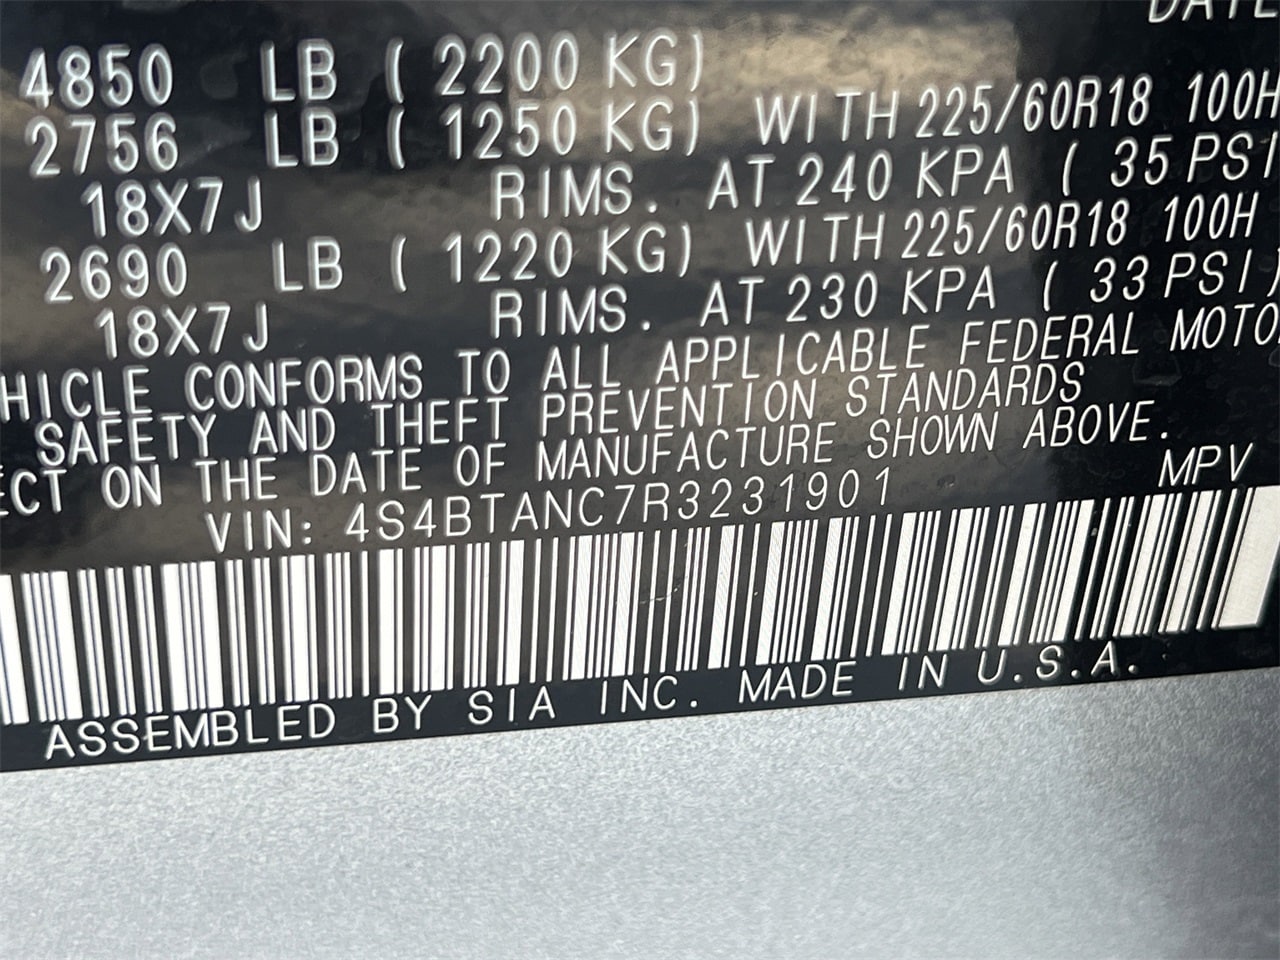 DATE
4850 LB ( 2200 KG)
2756 LB ( 1250 KG) WITH 225/60R18 100H
18X7J RIMS. AT 240 KPA ( 35 PSI
2690 LB ( 1220 KG) WITH 225/60R18 100H
18X7J RIMS. AT 230 KPA ( 33 PSI)
HICLE CONFORMS TO ALL APPLICABLE FEDERAL MOTO
SAFETY AND THEFT PREVENTION STANDARDS
ECT ON THE DATE OF MANUFACTURE SHOWN ABOVE.
VIN: 4S4BTANC7R3231901 MPV
ASSEMBLED BY SIA INC. MADE IN U.S.A.